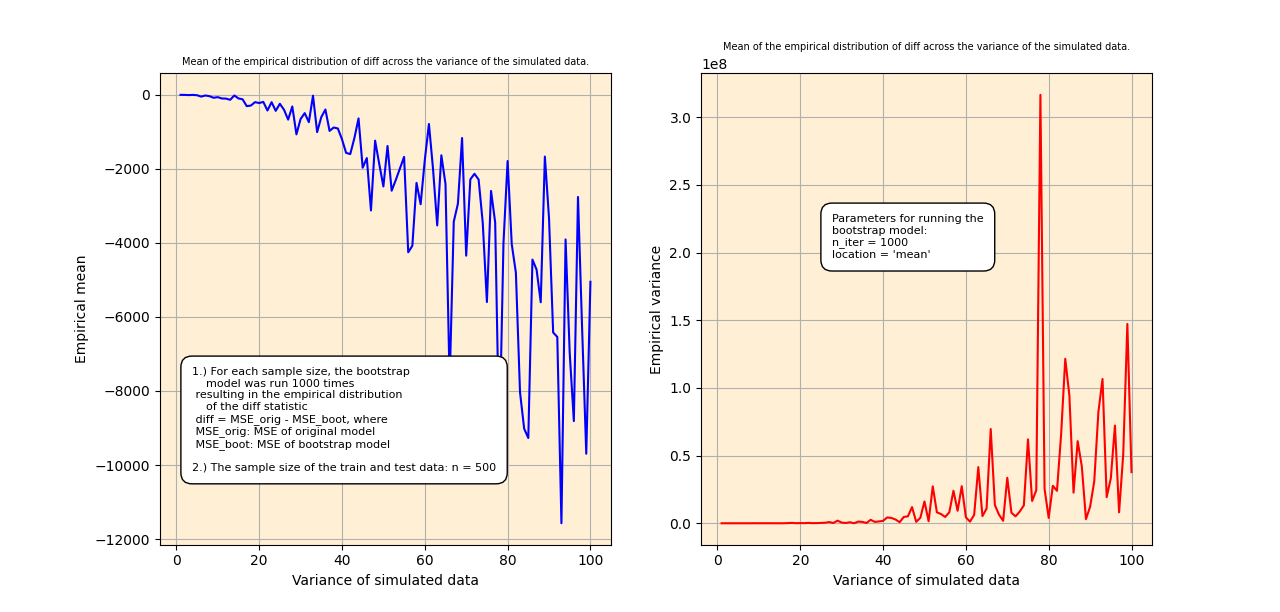 Mean of the empirical distribution of diff across the variance of the simulated data.
0
−2000
−4000
−6000
−8000
−10000
−12000
Empirical mean
1.) For each sample size, the bootstrap
model was run 1000 times
resulting in the empirical distribution
of the diff statistic
diff = MSE_orig - MSE_boot, where
MSE_orig: MSE of original model
MSE_boot: MSE of bootstrap model
2.) The sample size of the train and test data: n = 500
0 20 40 60 80 100
Variance of simulated data
Mean of the empirical distribution of diff across the variance of the simulated data.
1e8
3.0
2.5
2.0
1.5
1.0
0.5
0.0
Empirical variance
Parameters for running the
bootstrap model:
n_iter = 1000
location = 'mean'
0 20 40 60 80 100
Variance of simulated data